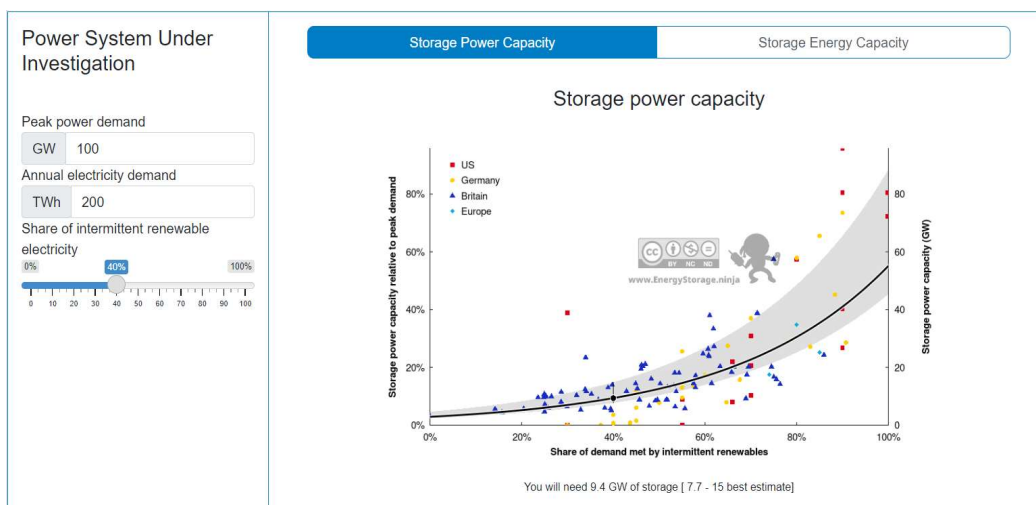 Power System Under
Investigation
Peak power demand
GW 100
Annual electricity demand
TWh 200
Share of intermittent renewable
electricity
0% 40% 100%
0 10 20 30 40 50 60 70 80 90 100
Storage Power Capacity Storage Energy Capacity
Storage power capacity
US
Germany
Britain
Europe
Storage power capacity relative to peak demand
80%
60%
40%
20%
0%
cc BY NC ND
www.EnergyStorage.ninja
80
60
40
20
0
Storage power capacity (GW)
0% 20% 40% 60% 80% 100%
Share of demand met by intermittent renewables
You will need 9.4 GW of storage [ 7.7 - 15 best estimate]